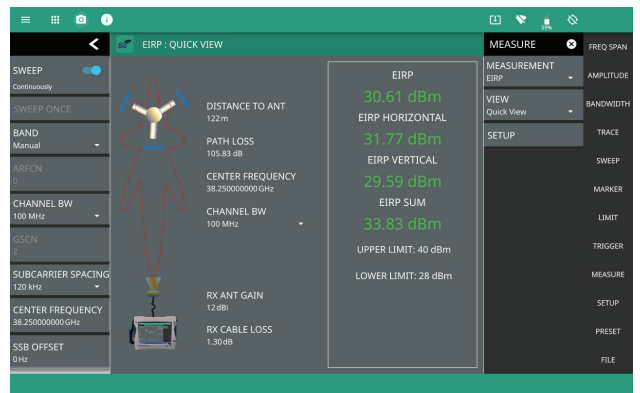 59%
EIRP : QUICK VIEW
SWEEP
Continuously
SWEEP ONCE
BAND
Manual
ARFCN
0
CHANNEL BW
100 MHz
GSCN
2
SUBCARRIER SPACING
120 kHz
CENTER FREQUENCY
38.250000000 GHz
SSB OFFSET
0 Hz
DISTANCE TO ANT
122 m
PATH LOSS
105.83 dB
CENTER FREQUENCY
38.250000000 GHz
CHANNEL BW
100 MHz
RX ANT GAIN
12 dBi
RX CABLE LOSS
1.30 dB
EIRP
30.61 dBm
EIRP HORIZONTAL
31.77 dBm
EIRP VERTICAL
29.59 dBm
EIRP SUM
33.83 dBm
UPPER LIMIT: 40 dBm
LOWER LIMIT: 28 dBm
MEASURE
MEASUREMENT
EIRP
VIEW
Quick View
SETUP
FREQ SPAN
AMPLITUDE
BANDWIDTH
TRACE
SWEEP
MARKER
LIMIT
TRIGGER
MEASURE
SETUP
PRESET
FILE